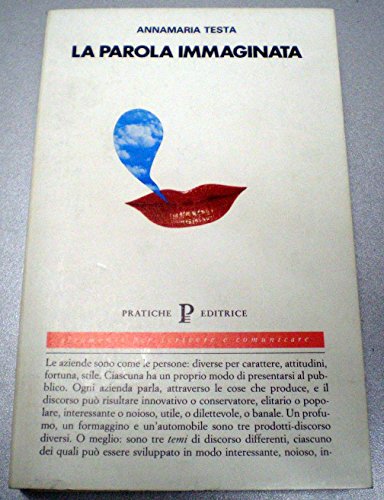 ANNAMARIA TESTA
LA PAROLA IMMAGINATA
PRATICHE PE EDITRICE
strumenti per scrivere e comunicare
Le aziende sono come le persone: diverse per carattere, attitudini,
fortuna, stile. Ciascuna ha un proprio modo di presentarsi al pub-
blico. Ogni azienda parla, attraverso le cose che produce, e il
discorso può risultare innovativo o conservatore, elitario o popo-
lare, interessante o noioso, utile, o dilettevole, o banale. Un profu-
mo, un formaggino e un'automobile sono tre prodotti-discorso
diversi. O meglio: sono tre temi di discorso differenti, ciascuno
dei quali può essere sviluppato in modo interessante, noioso, in-